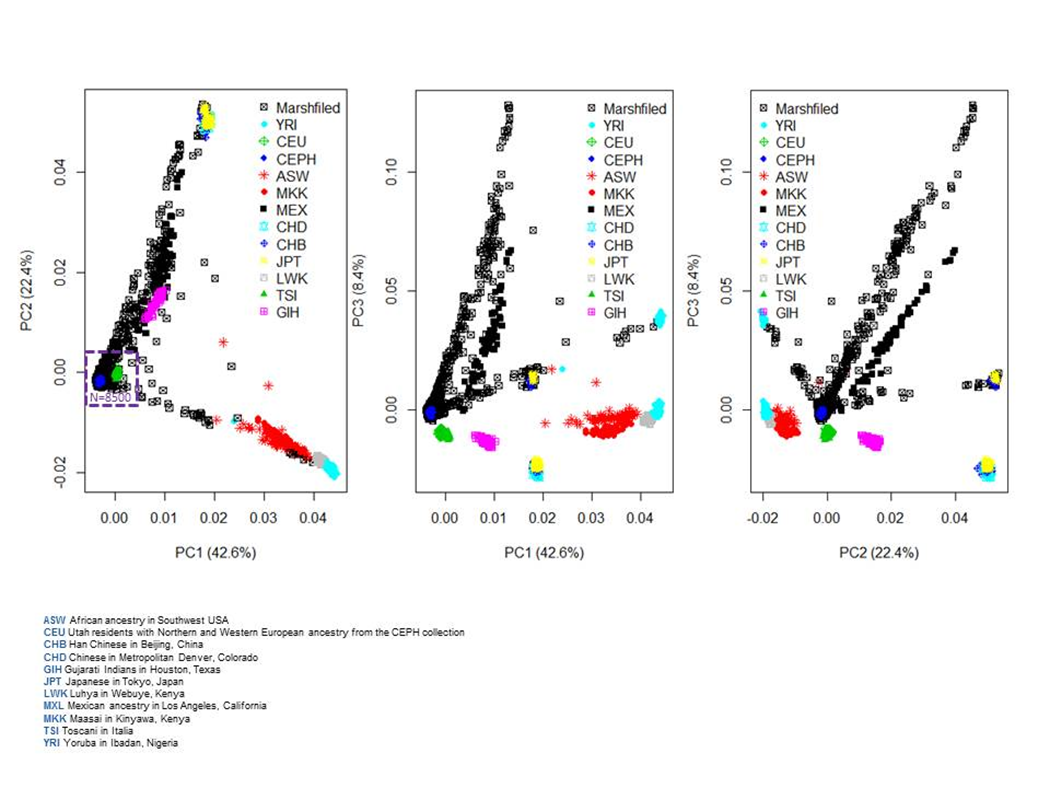 Marshfiled
YRI
CEU
CEPH
ASW
MKK
MEX
CHD
CHB
JPT
LWK
TSI
GIH
N=8500
PC2 (22.4%)
-0.02 0.00 0.02 0.04
0.00 0.01 0.02 0.03 0.04
PC1 (42.6%)
Marshfiled
YRI
CEU
CEPH
ASW
MKK
MEX
CHD
CHB
JPT
LWK
TSI
GIH
PC3 (8.4%)
0.00 0.05 0.10
0.00 0.01 0.02 0.03 0.04
PC1 (42.6%)
Marshfiled
YRI
CEU
CEPH
ASW
MKK
MEX
CHD
CHB
JPT
LWK
TSI
GIH
PC3 (8.4%)
0.00 0.05 0.10
-0.02 0.00 0.02 0.04
PC2 (22.4%)
ASW African ancestry in Southwest USA
CEU Utah residents with Northern and Western European ancestry from the CEPH collection
CHB Han Chinese in Beijing, China
CHD Chinese in Metropolitan Denver, Colorado
GIH Gujarati Indians in Houston, Texas
JPT Japanese in Tokyo, Japan
LWK Luhya in Webuye, Kenya
MXL Mexican ancestry in Los Angeles, California
MKK Maasai in Kinyawa, Kenya
TSI Toscani in Italia
YRI Yoruba in Ibadan, Nigeria